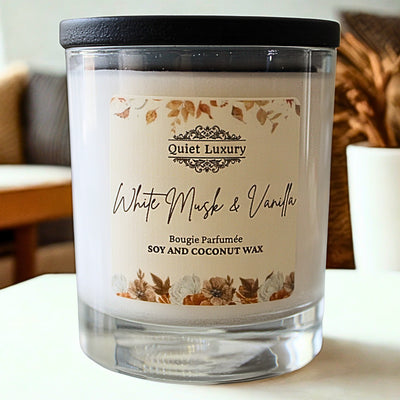 Quiet Luxury
White Musk & Vanilla
Bougie Parfumée
SOY AND COCONUT WAX